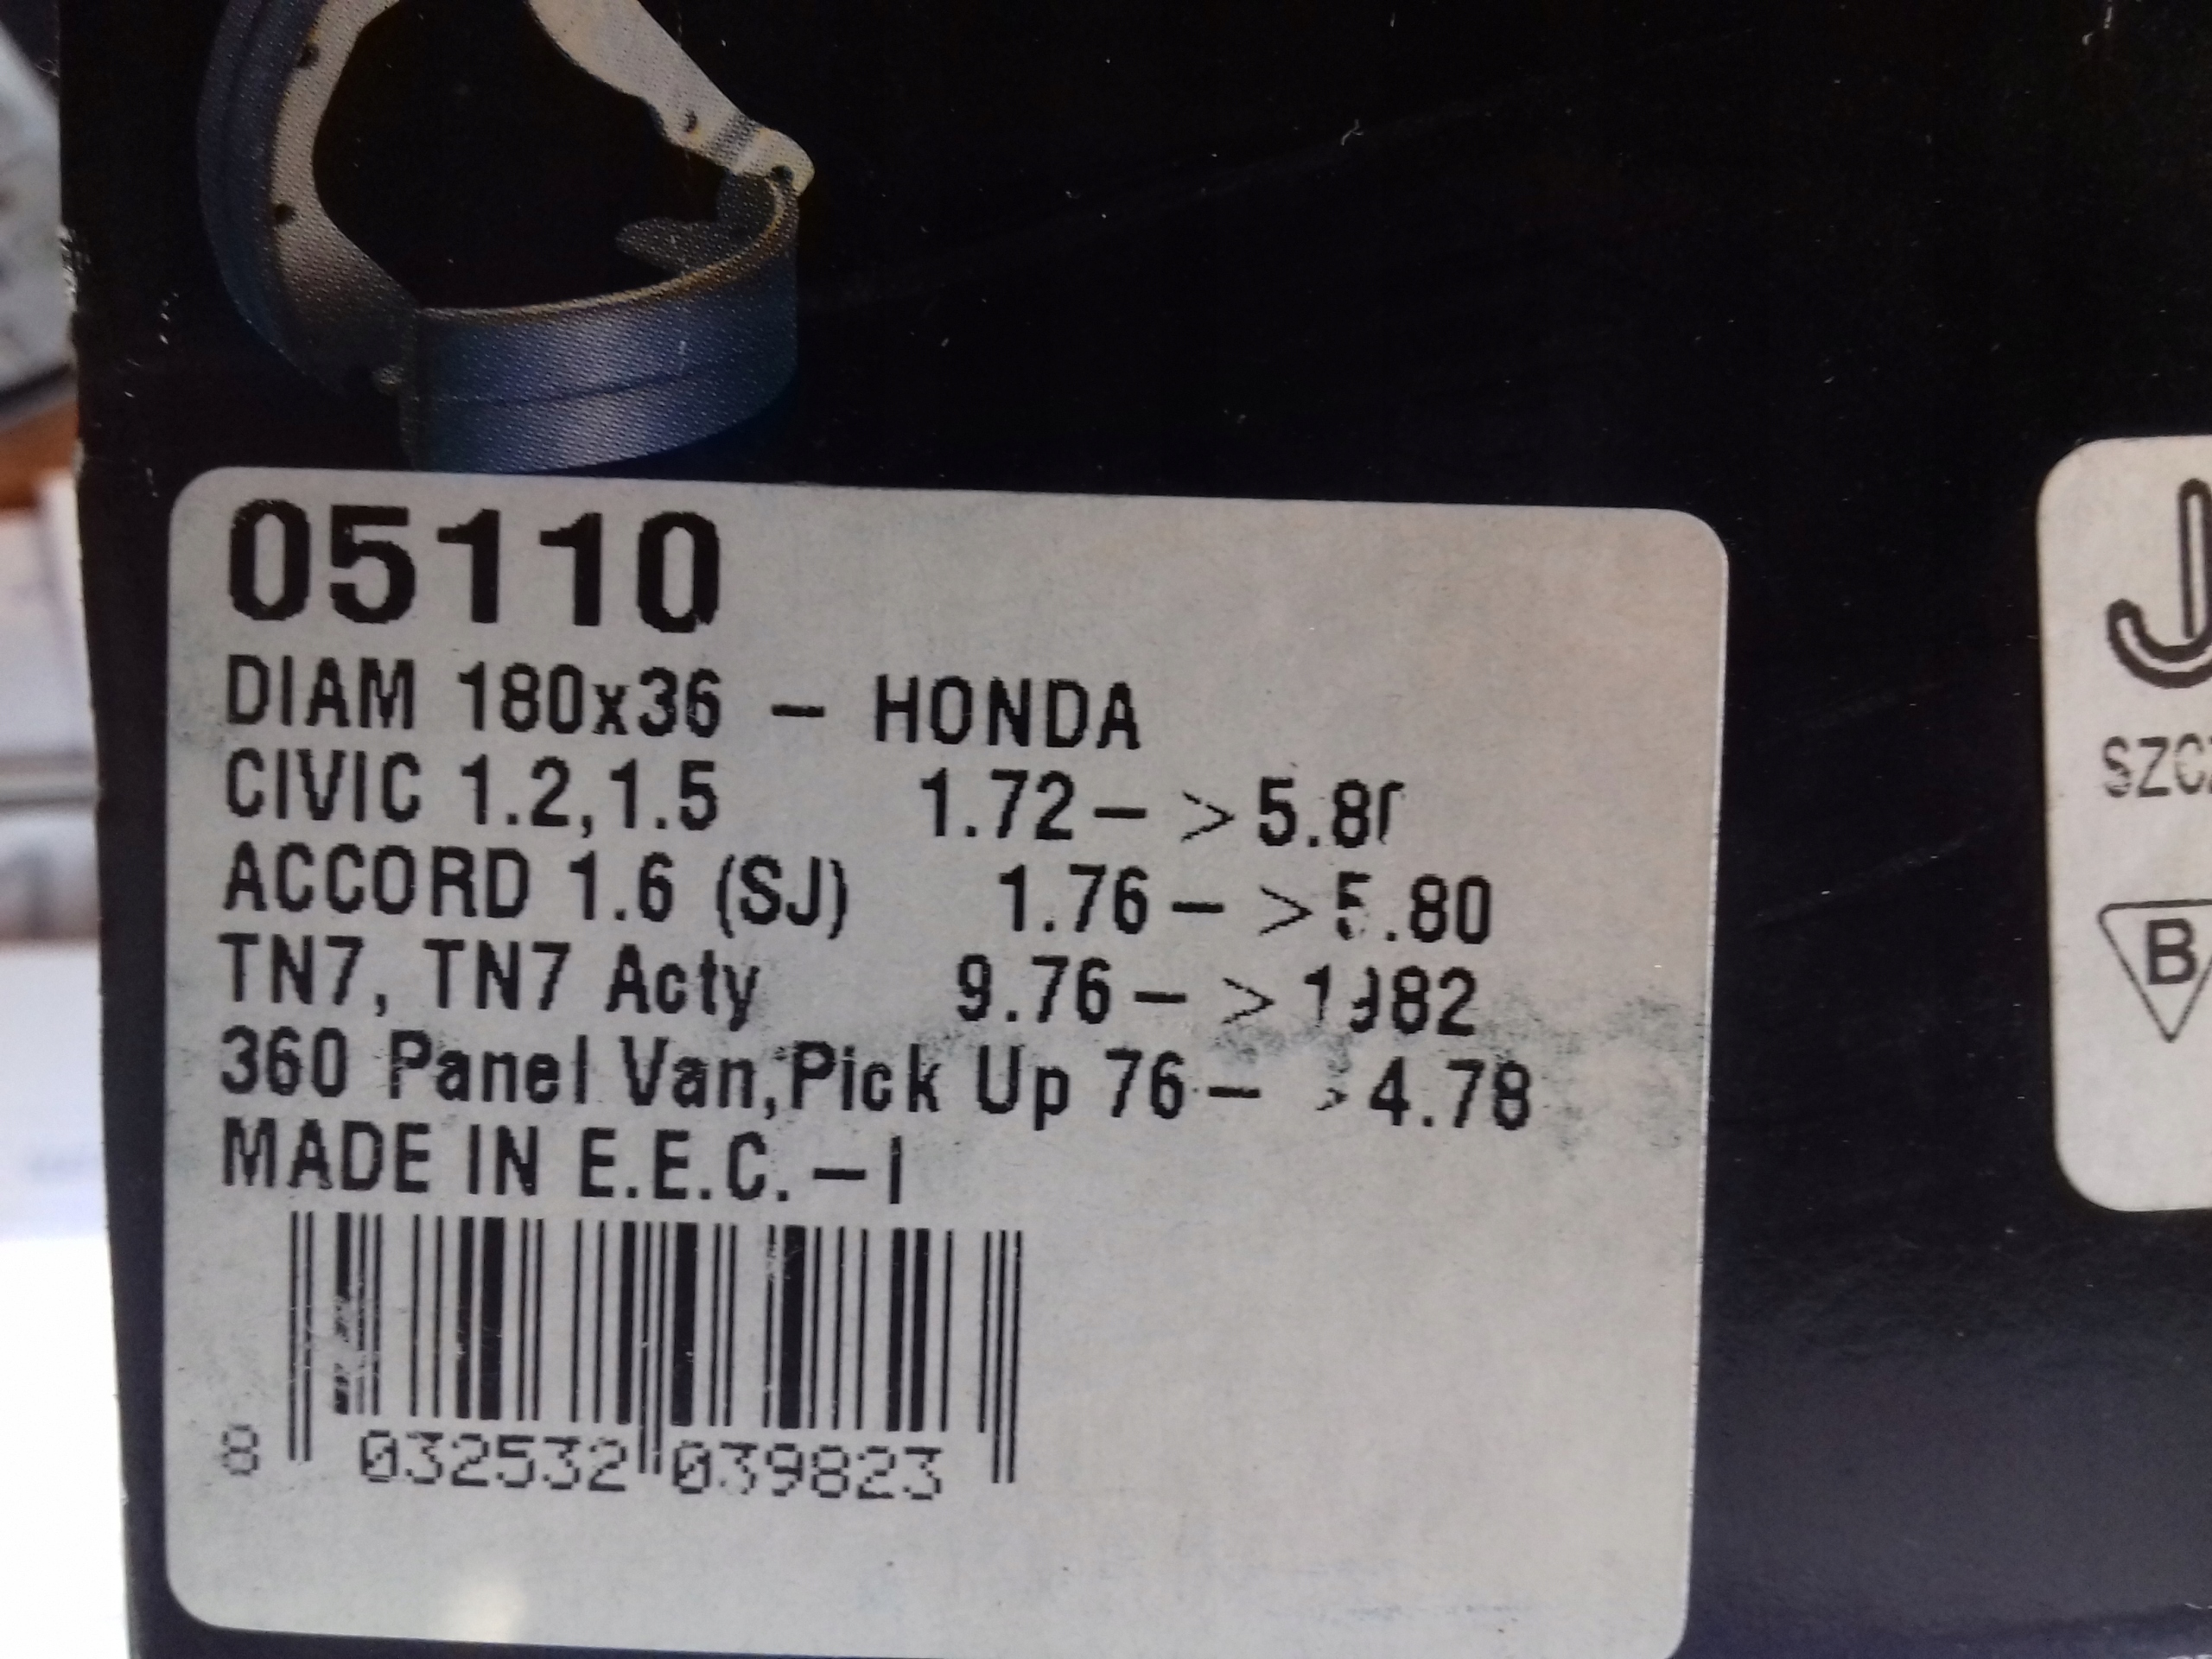 05110
DIAM 180x36 – HONDA
CIVIC 1.2,1.5 1.72–
ACCORD 1.6 (SJ) 1.76– >5.80
TN7, TN7 Acty 9.76– >1982
360 Panel Van,Pick Up 76– >4.78
MADE IN E.E.C. – I
8 032532 039823
B